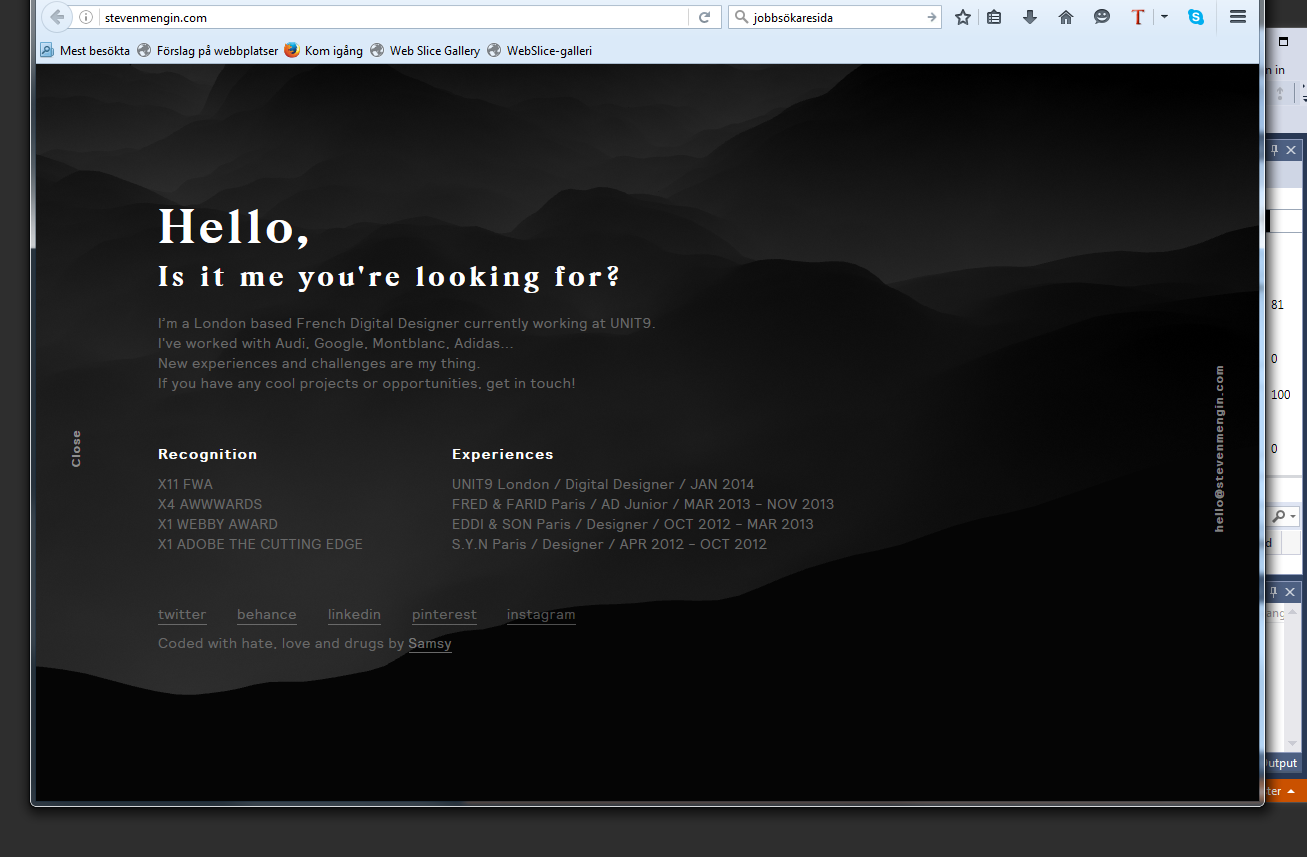 stevenmengin.com
jobbsökaresida
Mest besökta
Förslag på webbplatser
Kom igång
Web Slice Gallery
WebSlice-galleri
Hello,
Is it me you're looking for?
I'm a London based French Digital Designer currently working at UNIT9.
I've worked with Audi, Google, Montblanc, Adidas...
New experiences and challenges are my thing.
If you have any cool projects or opportunities, get in touch!
Close
hello@stevenmengin.com
Recognition
X11 FWA
X4 AWWWARDS
X1 WEBBY AWARD
X1 ADOBE THE CUTTING EDGE
Experiences
UNIT9 London / Digital Designer / JAN 2014
FRED & FARID Paris / AD Junior / MAR 2013 - NOV 2013
EDDI & SON Paris / Designer / OCT 2012 - MAR 2013
S.Y.N Paris / Designer / APR 2012 - OCT 2012
twitter behance linkedin pinterest instagram
Coded with hate, love and drugs by Samsy
in
81
0
100
0